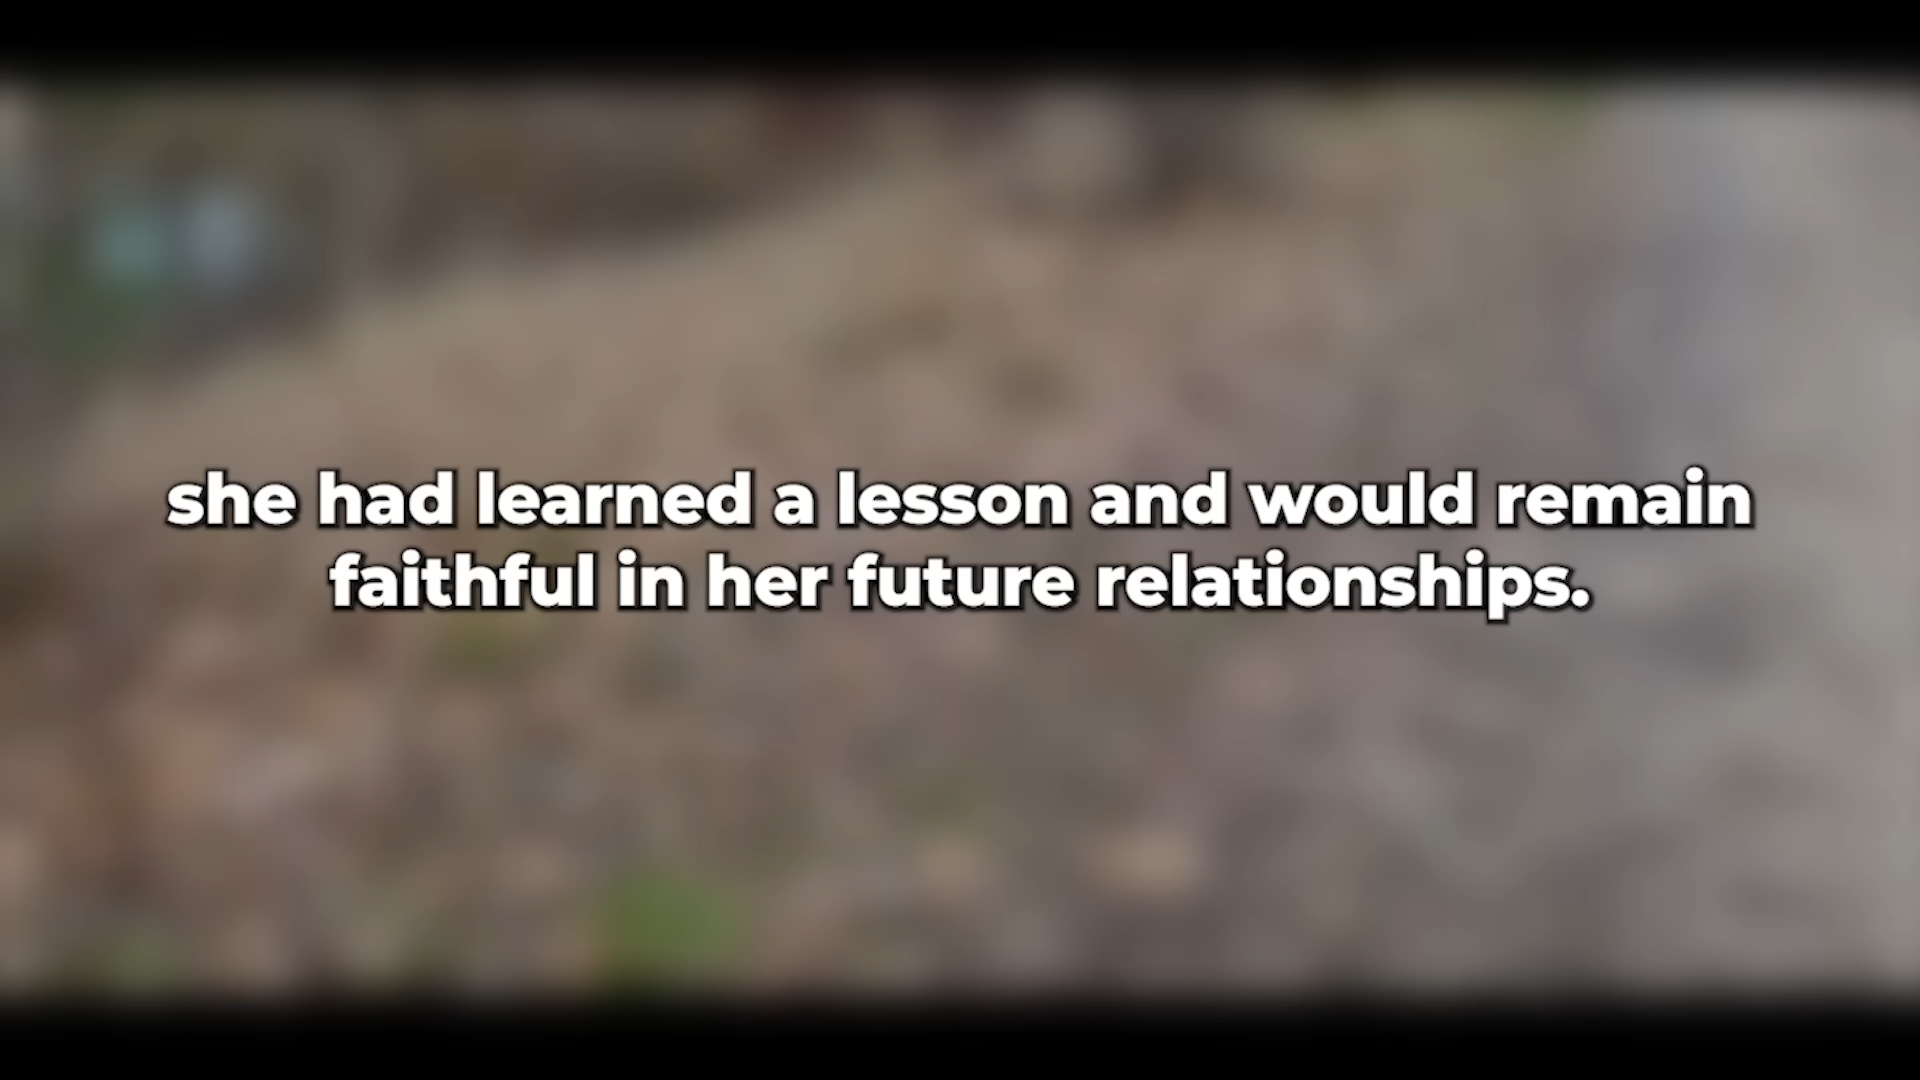 she had learned a lesson and would remain
faithful in her future relationships.